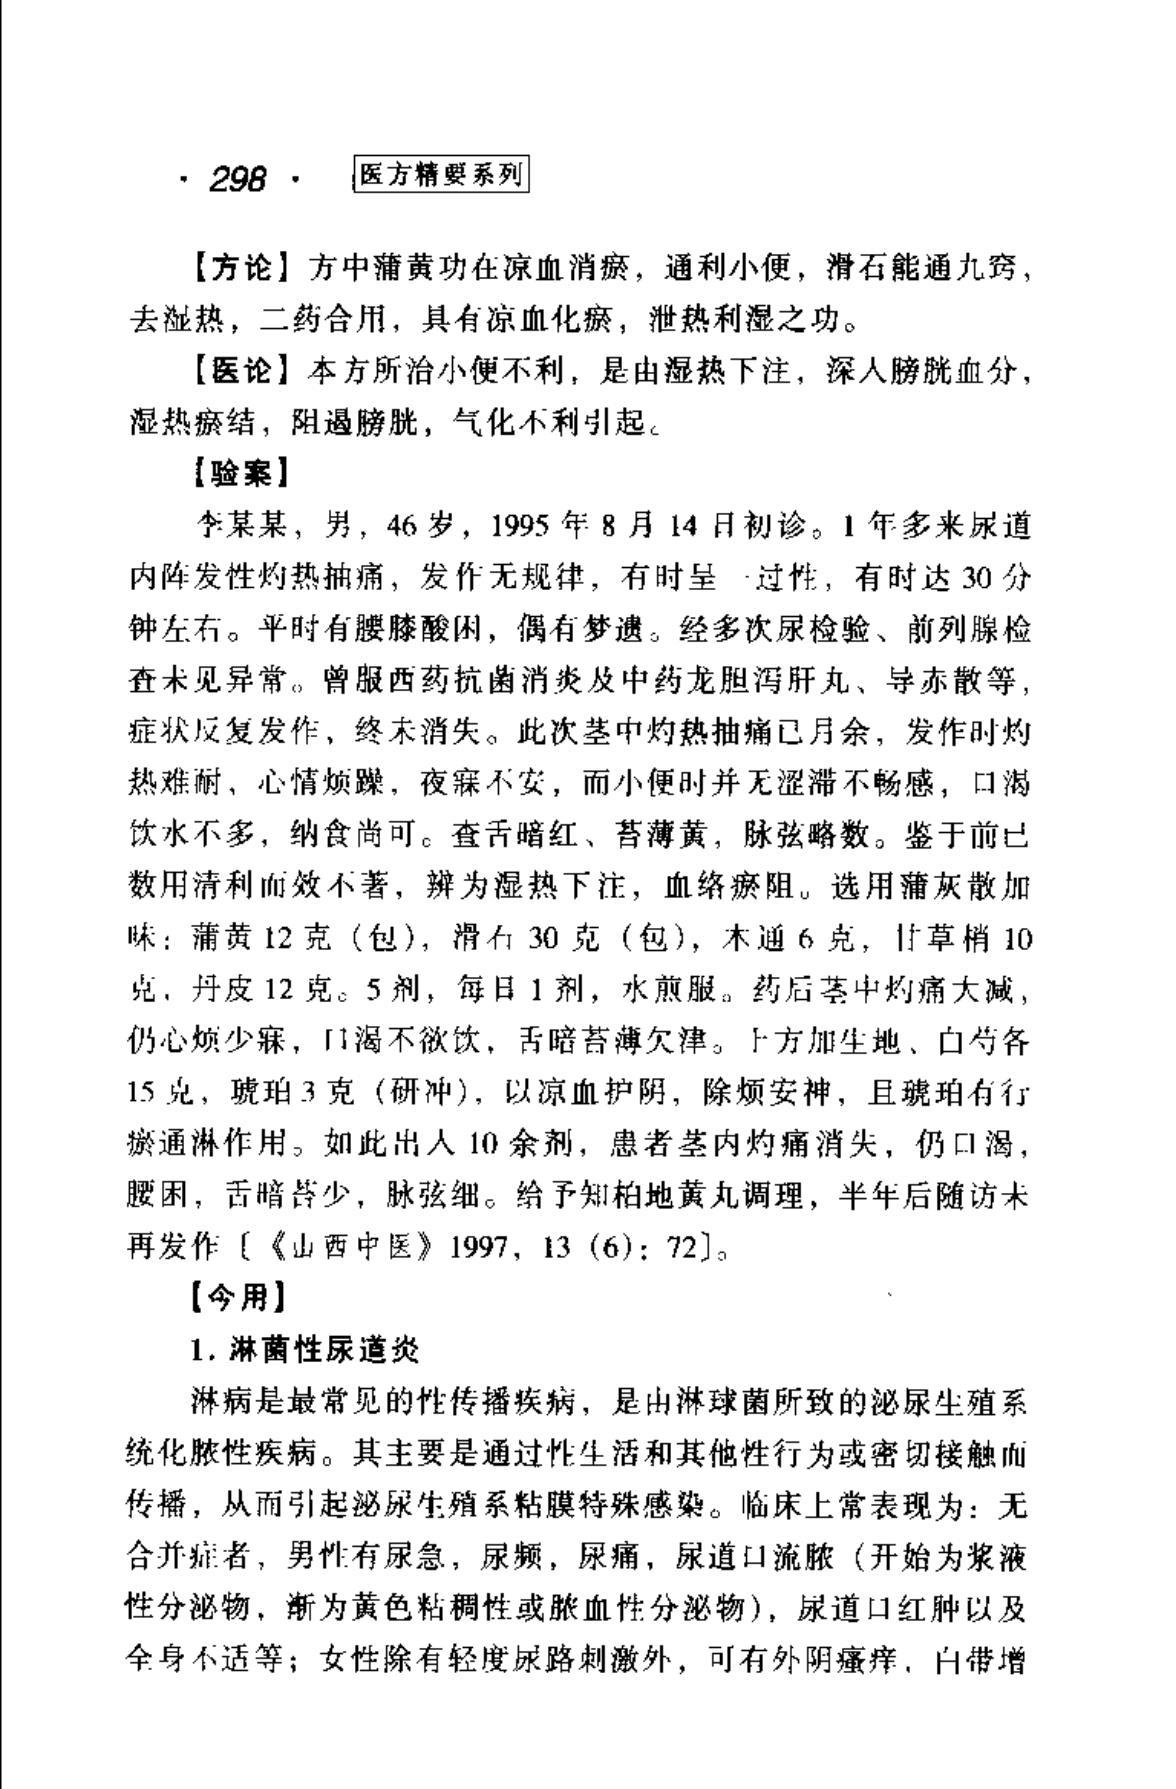 · 298 · 医方精要系列
【方论】方中蒲黄功在凉血消瘀，通利小便，滑石能通九窍，
去湿热，二药合用，具有凉血化瘀，泄热利湿之功。
【医论】本方所治小便不利，是由湿热下注，深人膀胱血分，
湿热瘀结，阻遏膀胱，气化不利引起。
【验案】
李某某，男，46岁，1995年8月14日初诊。1年多来尿道
内阵发性灼热抽痛，发作无规律，有时呈一过性，有时达30分
钟左右。平时有腰膝酸困，偶有梦遗。经多次尿检验、前列腺检
查未见异常。曾服西药抗菌消炎及中药龙胆泻肝丸、导赤散等，
症状反复发作，终未消失。此次茎中灼热抽痛已月余，发作时灼
热难耐，心情烦躁，夜寐不安，而小便时并无涩滞不畅感，口渴
饮水不多，纳食尚可。查舌暗红、苔薄黄，脉弦略数。鉴于前已
数用清利而效不著，辨为湿热下注，血络瘀阻。选用蒲灰散加
味：蒲黄12克（包），滑石30克（包），木通6克，甘草梢10
克，丹皮12克。5剂，每日1剂，水煎服。药后茎中灼痛大减，
仍心烦少寐，口渴不欲饮，舌暗苔薄欠津。上方加生地、白芍各
15克，琥珀3克（研冲），以凉血护阴，除烦安神，且琥珀有行
瘀通淋作用。如此出人10余剂，患者茎内灼痛消失，仍口渴，
腰困，舌暗苔少，脉弦细。给予知柏地黄丸调理，半年后随访未
再发作〔《山西中医》1997，13（6）：72〕。
【今用】
1. 淋菌性尿道炎
淋病是最常见的性传播疾病，是由淋球菌所致的泌尿生殖系
统化脓性疾病。其主要是通过性生活和其他性行为或密切接触而
传播，从而引起泌尿生殖系粘膜特殊感染。临床上常表现为：无
合并症者，男性有尿急，尿频，尿痛，尿道口流脓（开始为浆液
性分泌物，渐为黄色粘稠性或脓血性分泌物），尿道口红肿以及
全身不适等；女性除有轻度尿路刺激外，可有外阴瘙痒，白带增